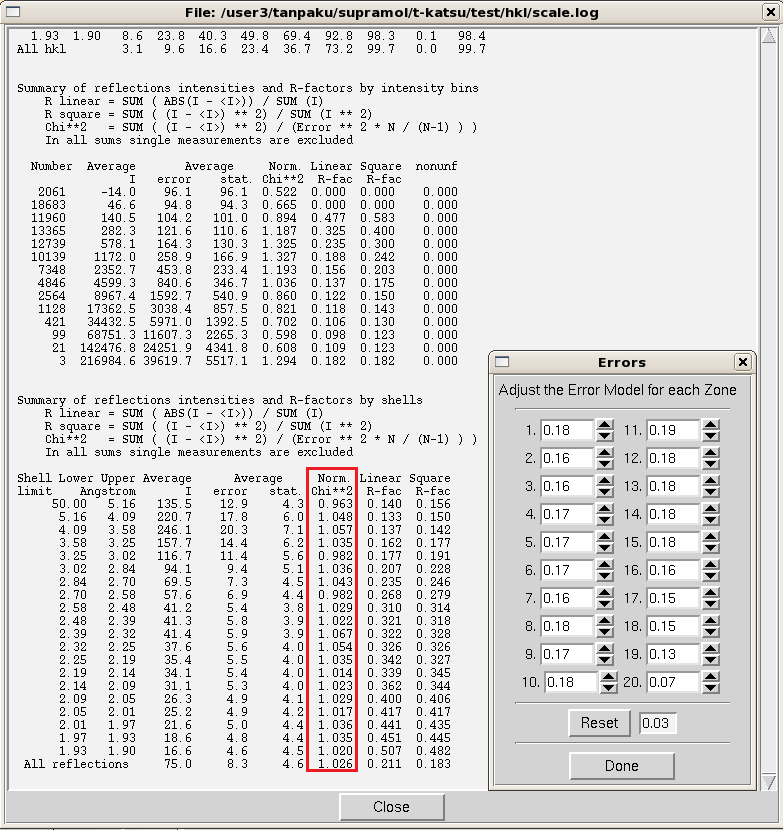 File: /user3/tanpaku/supramol/t-katsu/test/hkl/scale.log
1.93 1.90 8.6 23.8 40.3 49.8 69.4 92.8 98.3 0.1 98.4
All hkl 3.1 9.6 16.6 23.4 36.7 73.2 99.7 0.0 99.7
Summary of reflections intensities and R-factors by intensity bins
R linear = SUM ( ABS(I - <I>)) / SUM (I)
R square = SUM ( (I - <I>) ** 2) / SUM (I ** 2)
Chi**2 = SUM ( (I - <I>) ** 2) / (Error ** 2 * N / (N-1) ) )
In all sums single measurements are excluded
Number Average Average Norm. Linear Square nonunf
I error stat. Chi**2 R-fac R-fac
2061 -14.0 96.1 96.1 0.522 0.000 0.000 0.000
18683 46.6 94.8 94.3 0.665 0.000 0.000 0.000
11960 140.5 104.2 101.0 0.894 0.477 0.583 0.000
13365 282.3 121.6 110.6 1.187 0.325 0.400 0.000
12739 578.1 164.3 130.3 1.325 0.235 0.300 0.000
10139 1172.0 258.9 166.9 1.327 0.188 0.242 0.000
7348 2352.7 453.8 233.4 1.193 0.156 0.203 0.000
4846 4599.3 840.6 346.7 1.036 0.137 0.175 0.000
2564 8967.4 1592.7 540.9 0.860 0.122 0.150 0.000
1128 17362.5 3038.4 857.5 0.821 0.118 0.143 0.000
421 34432.5 5971.0 1392.5 0.702 0.106 0.130 0.000
99 68751.3 11607.3 2265.3 0.598 0.098 0.123 0.000
21 142476.8 24251.9 4341.8 0.608 0.109 0.123 0.000
3 216984.6 39619.7 5517.1 1.294 0.182 0.182 0.000
Summary of reflections intensities and R-factors by shells
R linear = SUM ( ABS(I - <I>)) / SUM (I)
R square = SUM ( (I - <I>) ** 2) / SUM (I ** 2)
Chi**2 = SUM ( (I - <I>) ** 2) / (Error ** 2 * N / (N-1) ) )
In all sums single measurements are excluded
Shell Lower Upper Average Average Norm. Linear Square
limit Angstrom I error stat. Chi**2 R-fac R-fac
50.00 5.16 135.5 12.9 4.3 0.963 0.140 0.156
5.16 4.09 220.7 17.8 6.0 1.048 0.133 0.150
4.09 3.58 246.1 20.3 7.1 1.057 0.137 0.142
3.58 3.25 157.7 14.4 6.2 1.035 0.162 0.177
3.25 3.02 116.7 11.4 5.6 0.982 0.177 0.191
3.02 2.84 94.1 9.4 5.1 1.036 0.207 0.228
2.84 2.70 69.5 7.3 4.5 1.043 0.235 0.246
2.70 2.58 57.6 6.9 4.4 0.982 0.268 0.279
2.58 2.48 41.2 5.4 3.8 1.029 0.310 0.314
2.48 2.39 41.3 5.8 3.9 1.022 0.321 0.318
2.39 2.32 41.4 5.9 3.9 1.067 0.322 0.328
2.32 2.25 37.6 5.6 4.0 1.054 0.326 0.326
2.25 2.19 35.4 5.5 4.0 1.035 0.342 0.327
2.19 2.14 34.1 5.4 4.0 1.014 0.339 0.345
2.14 2.09 31.1 5.3 4.0 1.023 0.362 0.344
2.09 2.05 26.3 4.9 4.1 1.029 0.400 0.406
2.05 2.01 25.2 4.9 4.2 1.017 0.417 0.417
2.01 1.97 21.6 5.0 4.4 1.036 0.441 0.435
1.97 1.93 18.6 4.8 4.4 1.035 0.451 0.445
1.93 1.90 16.6 4.6 4.5 1.020 0.507 0.482
All reflections 75.0 8.3 4.6 1.026 0.211 0.183
Close
Errors
Adjust the Error Model for each Zone
1. 0.18 11. 0.19
2. 0.16 12. 0.18
3. 0.16 13. 0.18
4. 0.17 14. 0.18
5. 0.17 15. 0.18
6. 0.17 16. 0.16
7. 0.16 17. 0.15
8. 0.18 18. 0.15
9. 0.17 19. 0.13
10. 0.18 20. 0.07
Reset 0.03
Done